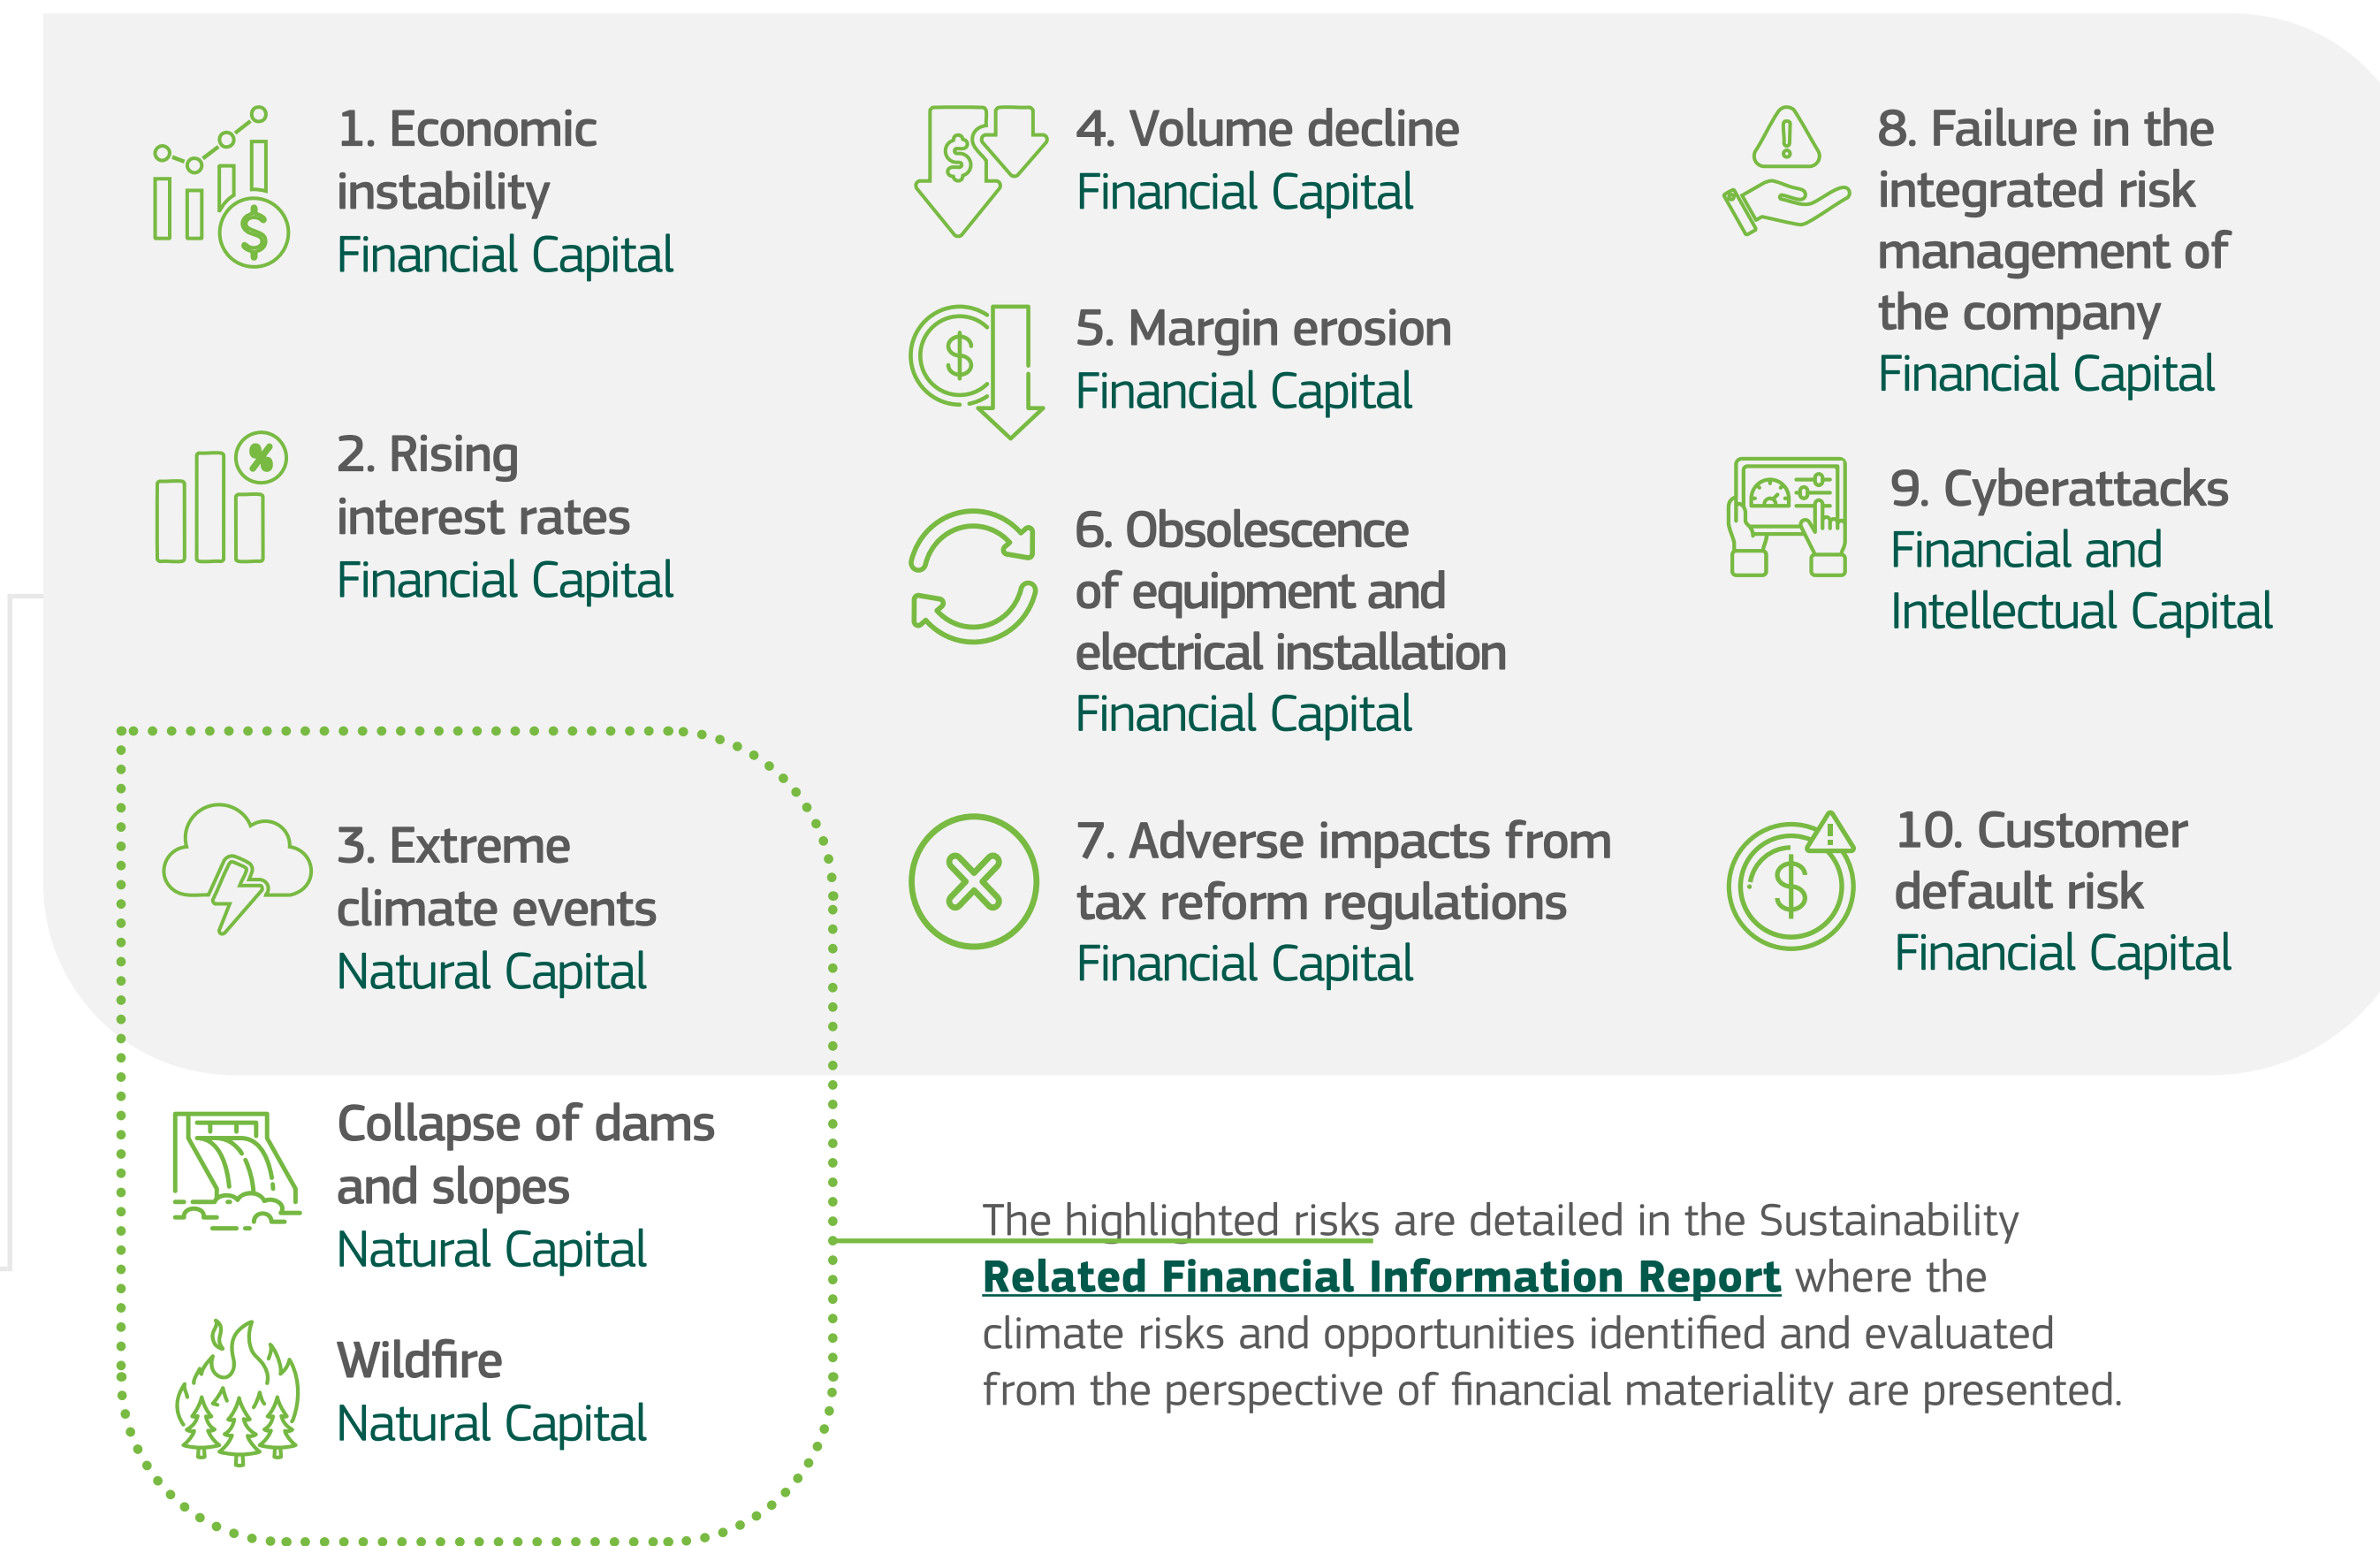 1. Economic
instability
Financial Capital
2. Rising
interest rates
Financial Capital
3. Extreme
climate events
Natural Capital
Collapse of dams
and slopes
Natural Capital
Wildfire
Natural Capital
4. Volume decline
Financial Capital
5. Margin erosion
Financial Capital
6. Obsolescence
of equipment and
electrical installation
Financial Capital
7. Adverse impacts from
tax reform regulations
Financial Capital
8. Failure in the
integrated risk
management of
the company
Financial Capital
9. Cyberattacks
Financial and
Intellectual Capital
10. Customer
default risk
Financial Capital
The highlighted risks are detailed in the Sustainability
Related Financial Information Report where the
climate risks and opportunities identified and evaluated
from the perspective of financial materiality are presented.